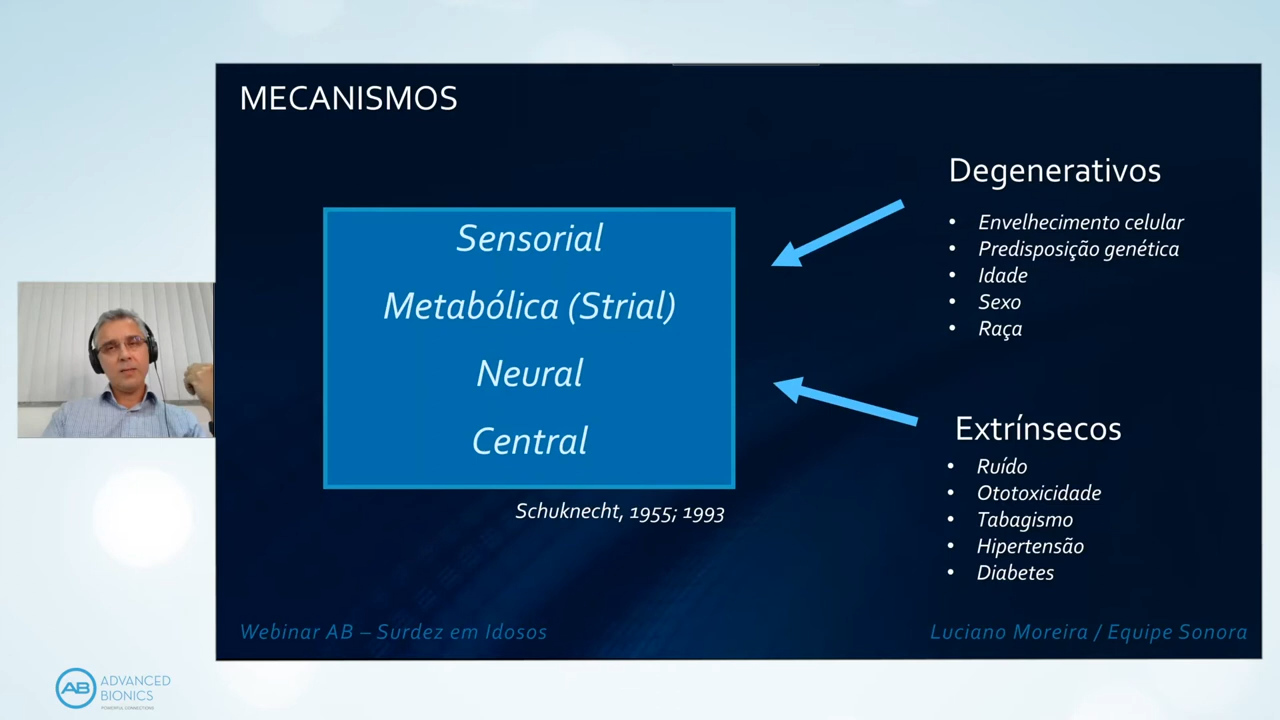 MECANISMOS
Sensorial
Metabólica (Strial)
Neural
Central
Schuknecht, 1955; 1993
Degenerativos
• Envelhecimento celular
• Predisposição genética
• Idade
• Sexo
• Raça
Extrínsecos
• Ruído
• Ototoxicidade
• Tabagismo
• Hipertensão
• Diabetes
Webinar AB – Surdez em Idosos
Luciano Moreira / Equipe Sonora
AB
ADVANCED
BIONICS
POWERFUL CONNECTIONS